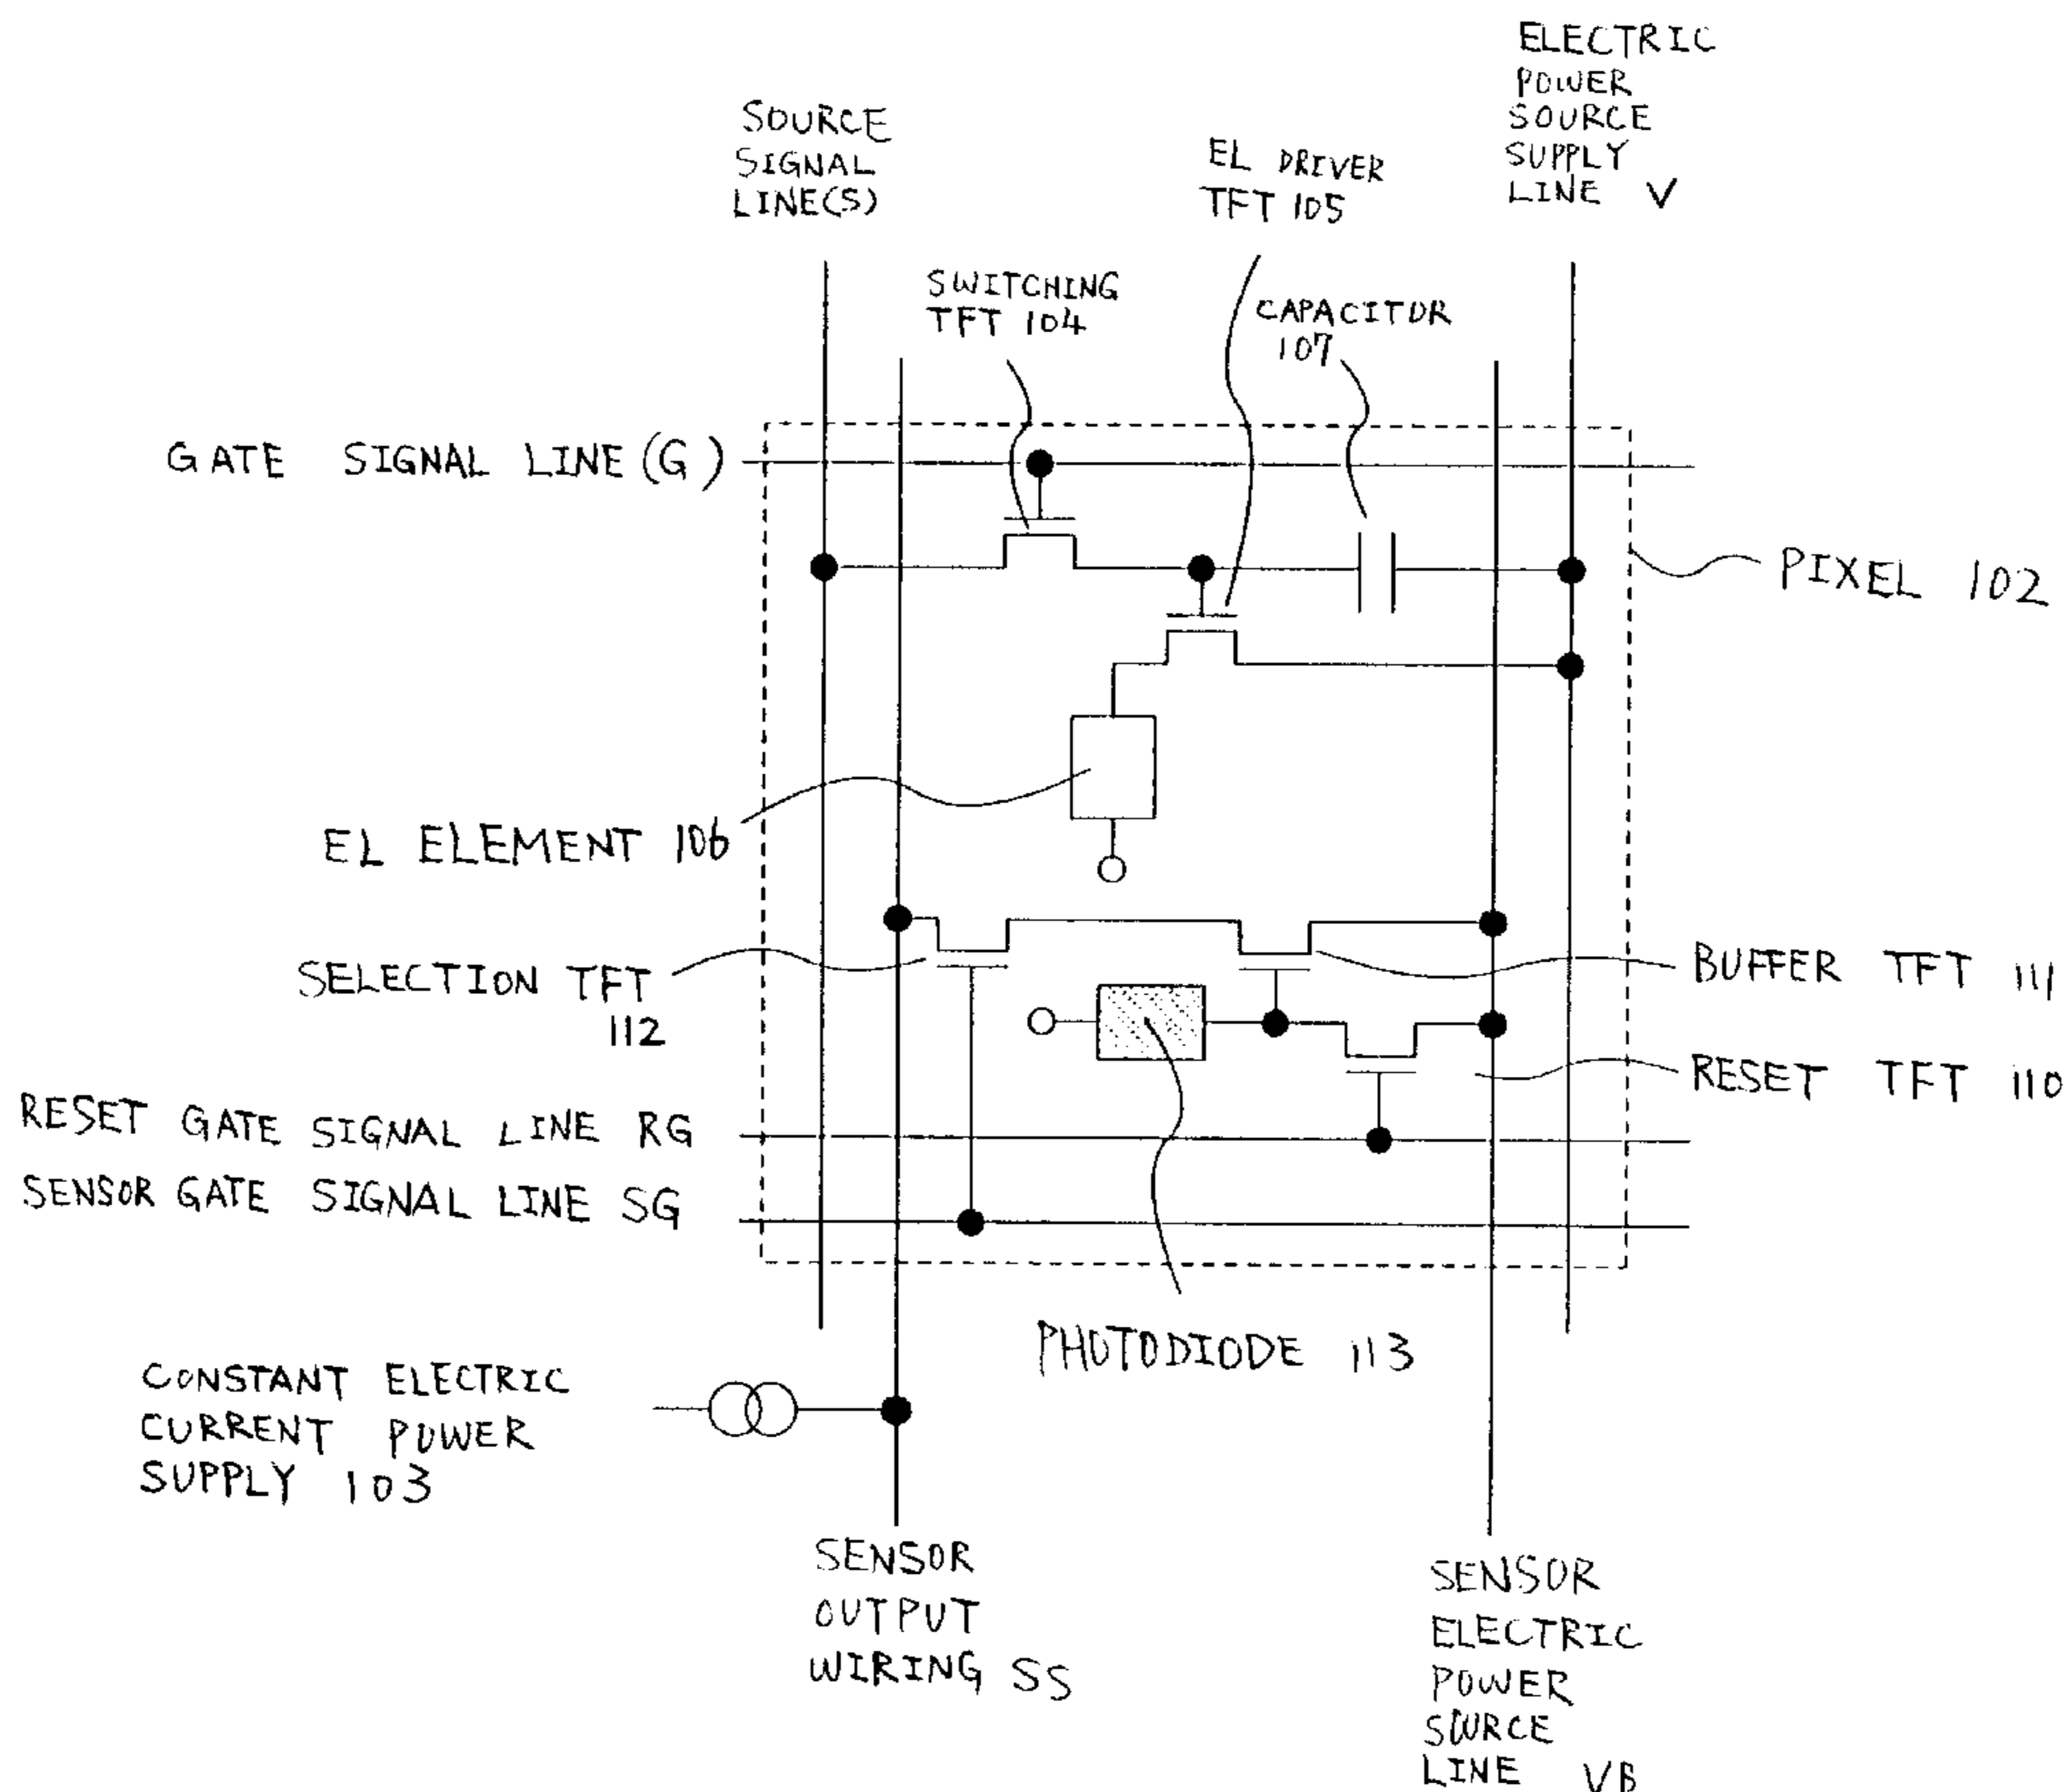 ELECTRIC
POWER
SOURCE
SUPPLY
LINE V
SOURCE
SIGNAL
LINE(S)
EL DRIVER
TFT 105
SWITCHING
TFT 104
CAPACITOR
107
GATE SIGNAL LINE (G)
PIXEL 102
EL ELEMENT 106
SELECTION TFT
112
BUFFER TFT 111
RESET TFT 110
RESET GATE SIGNAL LINE RG
SENSOR GATE SIGNAL LINE SG
PHOTODIODE 113
CONSTANT ELECTRIC
CURRENT POWER
SUPPLY 103
SENSOR
OUTPUT
WIRING SS
SENSOR
ELECTRIC
POWER
SOURCE
LINE VB